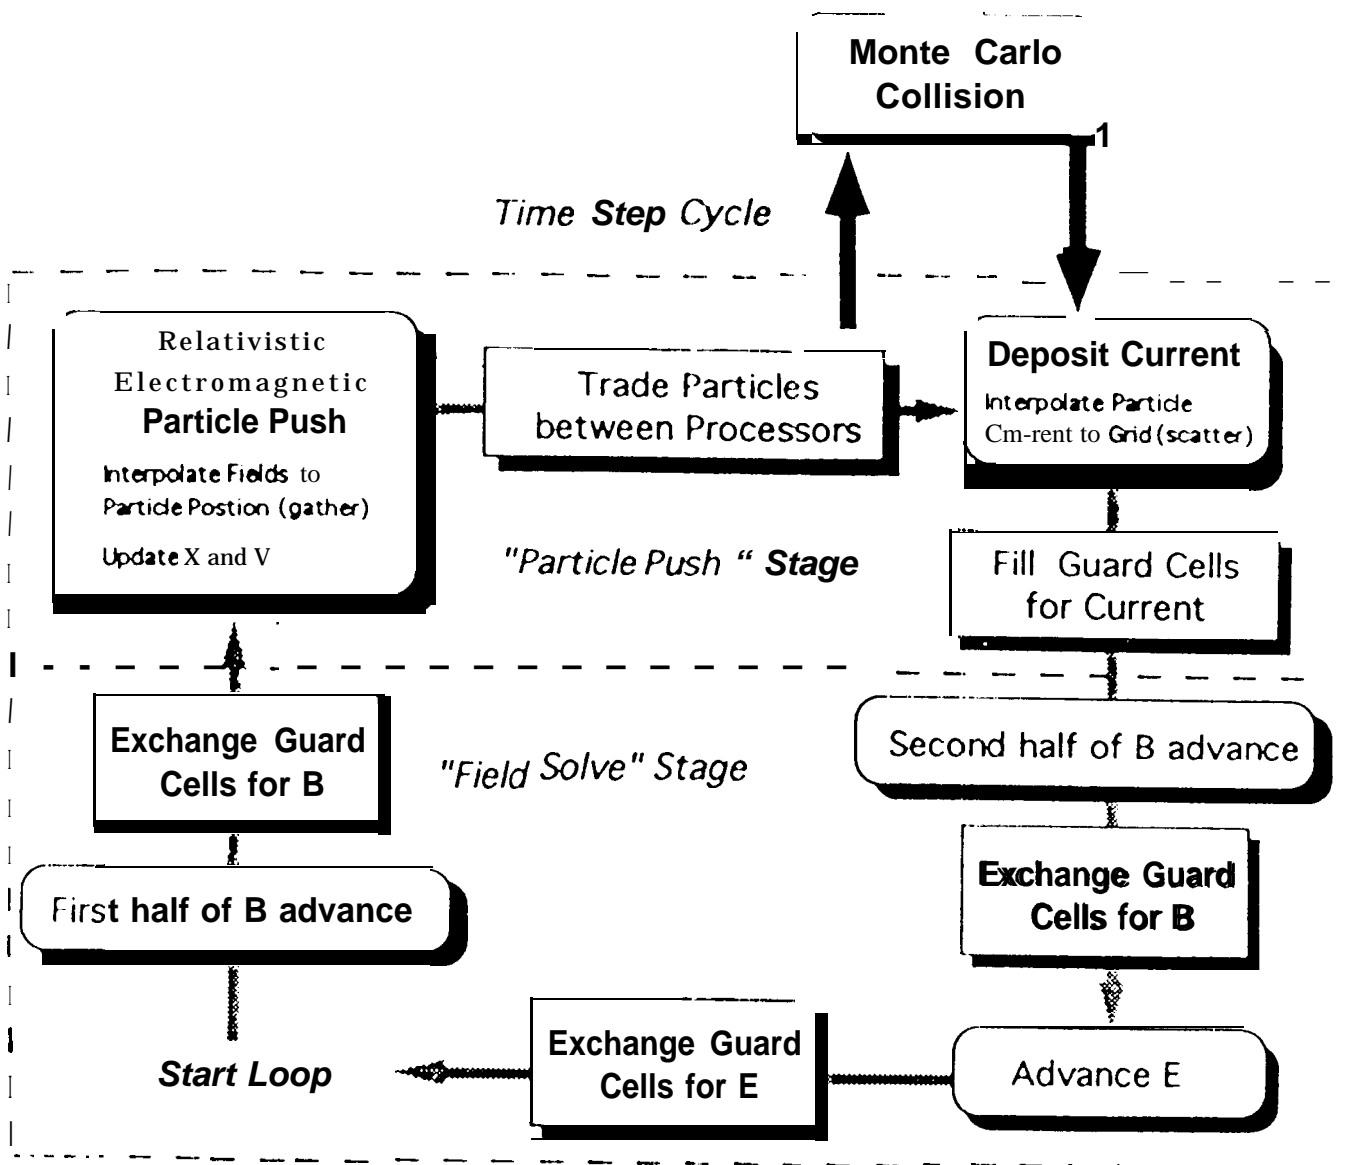 Monte Carlo
Collision
1
Time Step Cycle
Relativistic
Electromagnetic
Particle Push
Interpolate Fields to
Particle Postion (gather)
Update X and V
Trade Particles
between Processors
Deposit Current
Interpolate Particle
Cm-rent to Grid (scatter)
"Particle Push “ Stage
Fill Guard Cells
for Current
Exchange Guard
Cells for B
"Field Solve" Stage
Second half of B advance
First half of B advance
Exchange Guard
Cells for B
Start Loop
Exchange Guard
Cells for E
Advance E